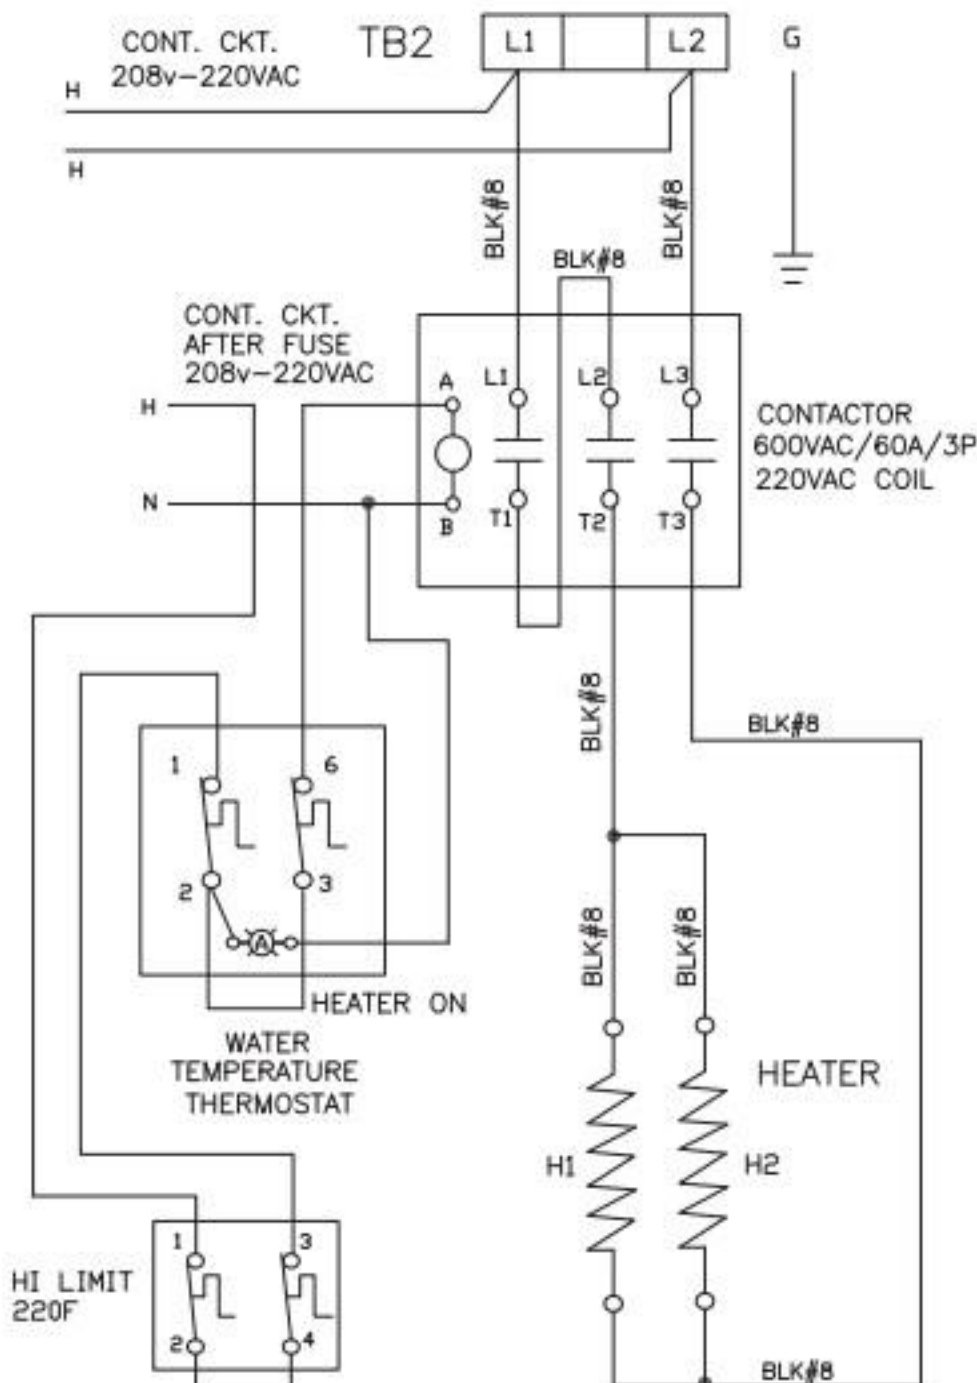 CONT. CKT.
208v-220VAC
TB2
L1
L2
G
H
H
BLK#8
BLK#8
BLK#8
CONT. CKT.
AFTER FUSE
208v-220VAC
H
N
A
B
L1
L2
L3
T1
T2
T3
CONTACTOR
600VAC/60A/3P
220VAC COIL
BLK#8
BLK#8
1
6
2
3
A
HEATER ON
WATER
TEMPERATURE
THERMOSTAT
BLK#8
BLK#8
HEATER
H1
H2
HI LIMIT
220F
1
3
2
4
BLK#8